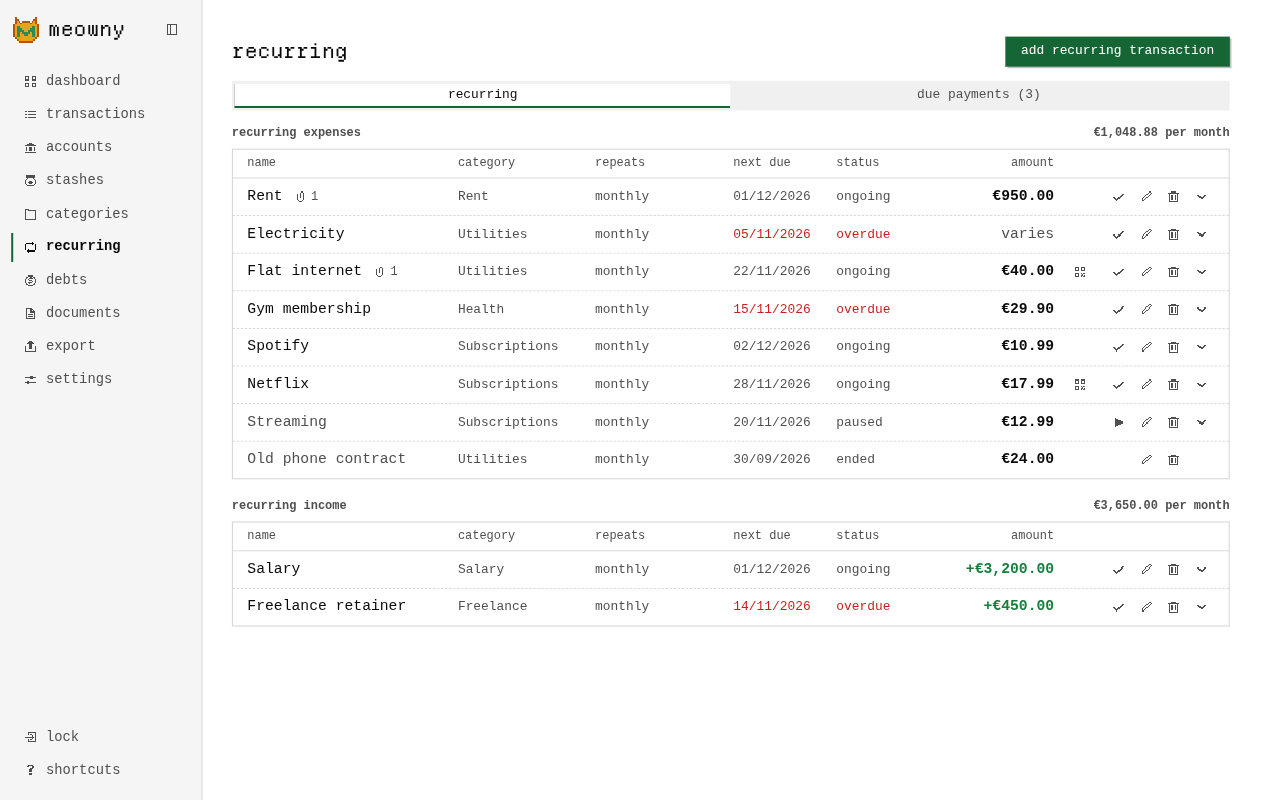 meowny
dashboard
transactions
accounts
stashes
categories
recurring
debts
documents
export
settings
lock
? shortcuts
recurring
add recurring transaction
recurring due payments (3)
recurring expenses €1,048.88 per month
name category repeats next due status amount
Rent 1 Rent monthly 01/12/2026 ongoing €950.00
Electricity Utilities monthly 05/11/2026 overdue varies
Flat internet 1 Utilities monthly 22/11/2026 ongoing €40.00
Gym membership Health monthly 15/11/2026 overdue €29.90
Spotify Subscriptions monthly 02/12/2026 ongoing €10.99
Netflix Subscriptions monthly 28/11/2026 ongoing €17.99
Streaming Subscriptions monthly 20/11/2026 paused €12.99
Old phone contract Utilities monthly 30/09/2026 ended €24.00
recurring income €3,650.00 per month
name category repeats next due status amount
Salary Salary monthly 01/12/2026 ongoing +€3,200.00
Freelance retainer Freelance monthly 14/11/2026 overdue +€450.00